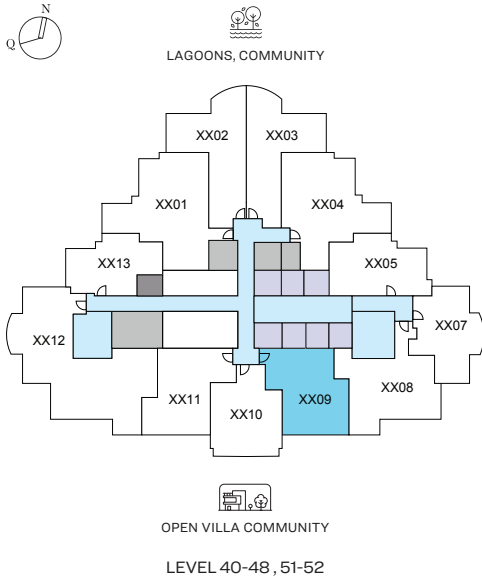 N
Q
LAGOONS, COMMUNITY
XX02 XX03
XX01 XX04
XX13 XX05
XX12 XX07
XX11 XX10 XX09 XX08
OPEN VILLA COMMUNITY
LEVEL 40-48 , 51-52